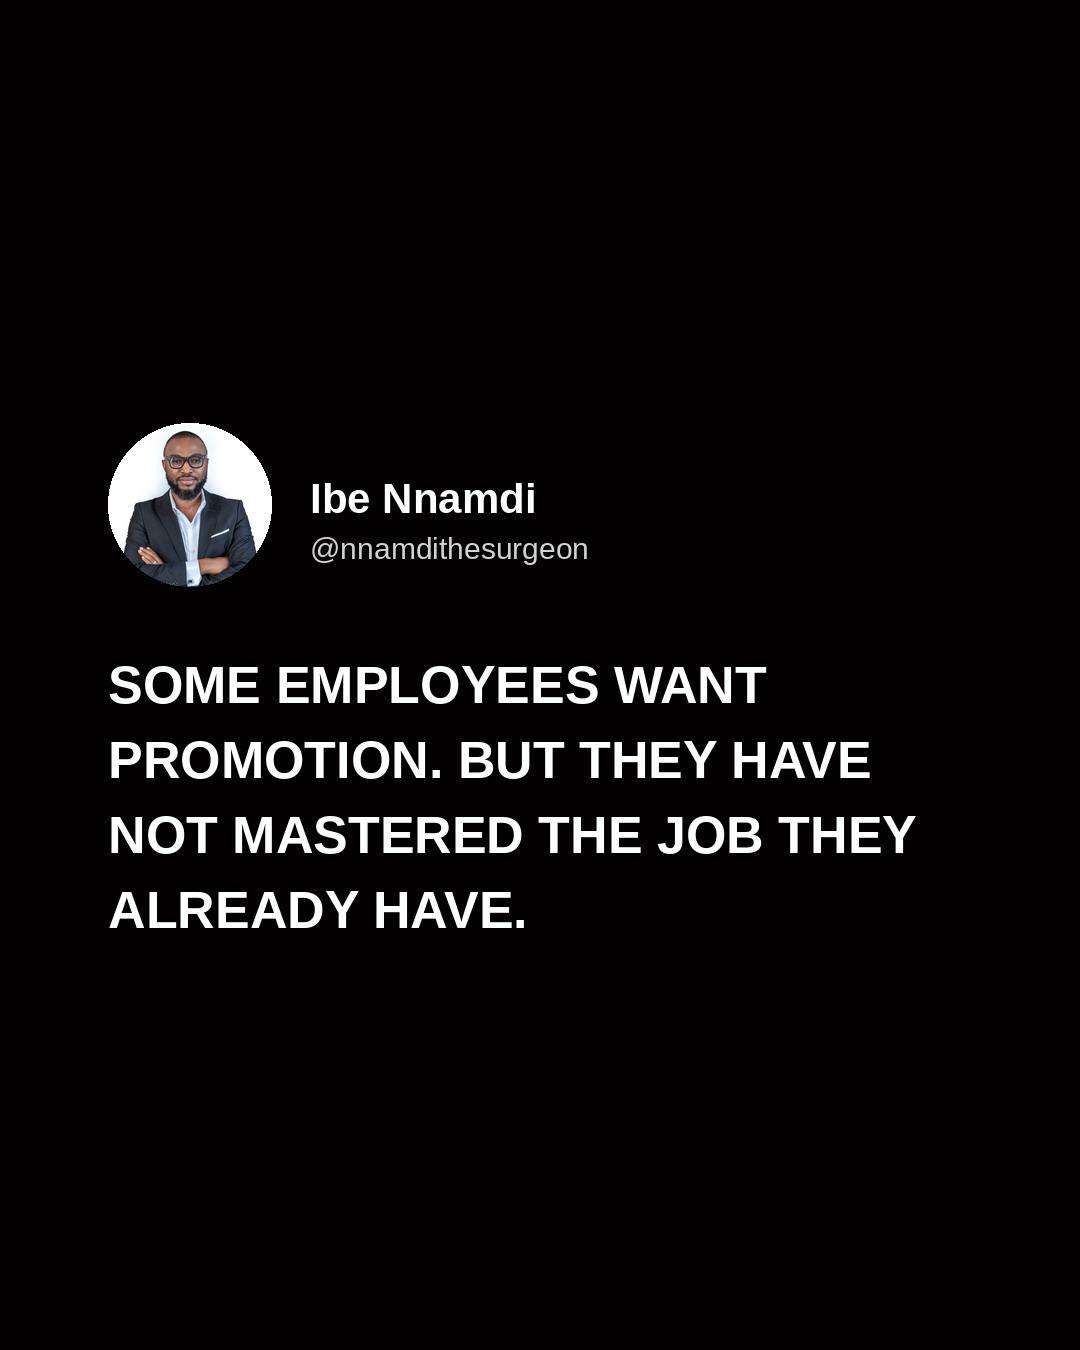 Ibe Nnamdi
@nnamdithesurgeon
SOME EMPLOYEES WANT
PROMOTION. BUT THEY HAVE
NOT MASTERED THE JOB THEY
ALREADY HAVE.